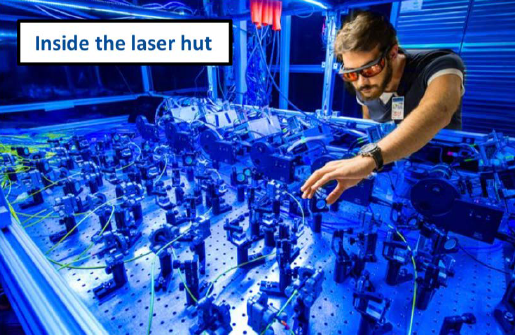 Inside the laser hut